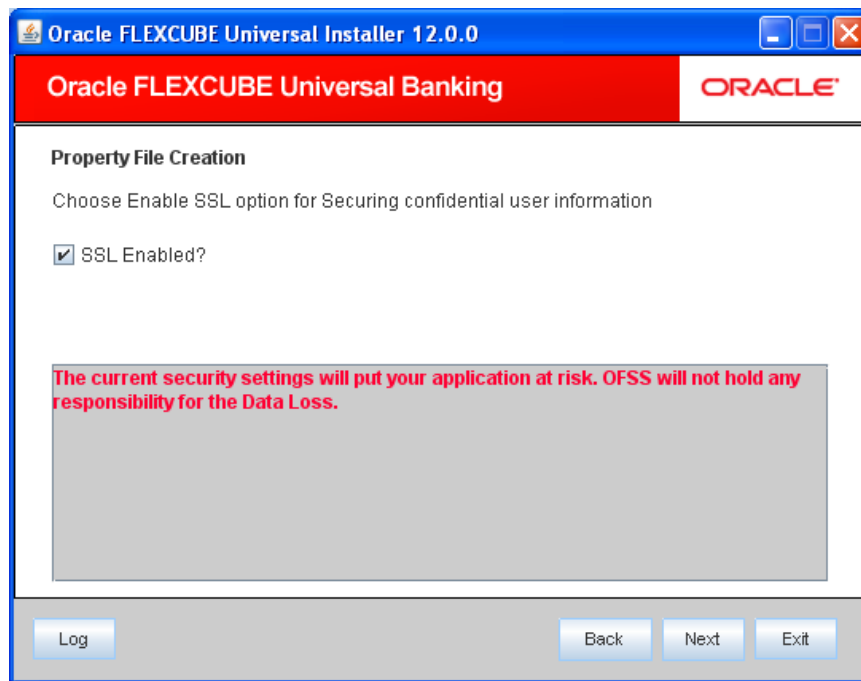 Oracle FLEXCUBE Universal Installer 12.0.0
Oracle FLEXCUBE Universal Banking
ORACLE
Property File Creation
Choose Enable SSL option for Securing confidential user information
SSL Enabled?
The current security settings will put your application at risk. OFSS will not hold any
responsibility for the Data Loss.
Log
Back
Next
Exit